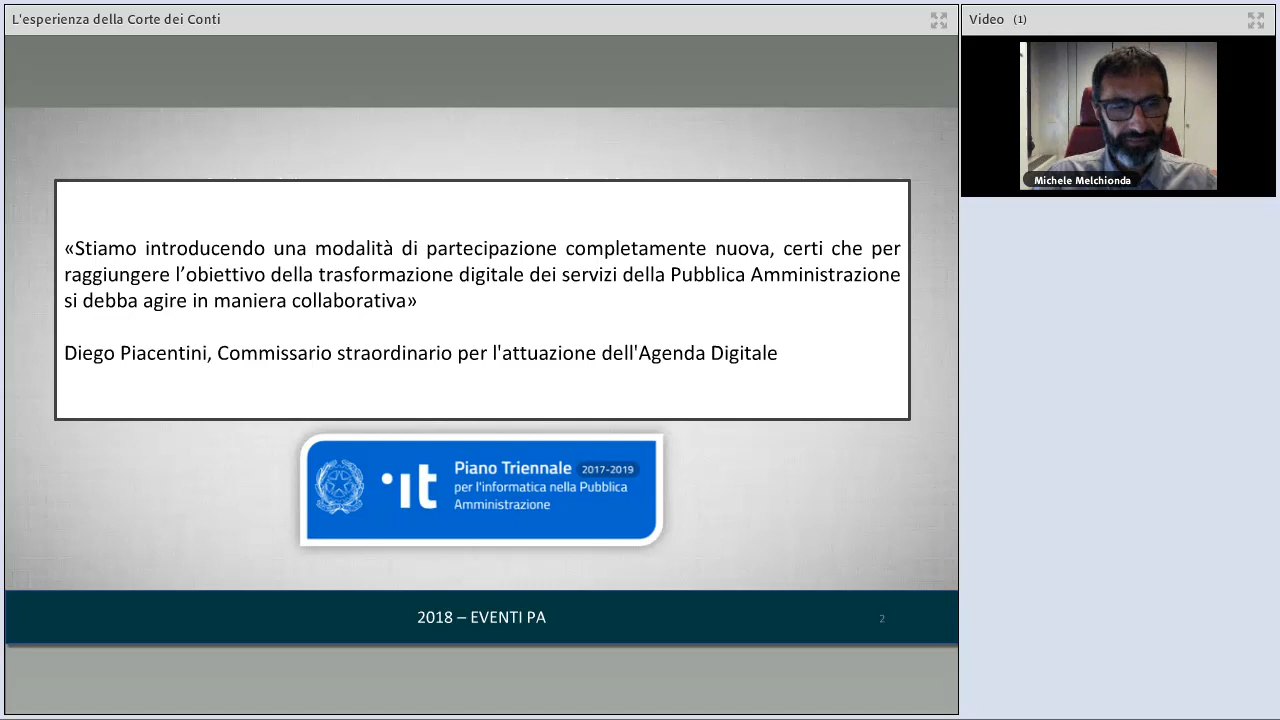 L'esperienza della Corte dei Conti
Video (1)
Michele Melchionda
«Stiamo introducendo una modalità di partecipazione completamente nuova, certi che per
raggiungere l’obiettivo della trasformazione digitale dei servizi della Pubblica Amministrazione
si debba agire in maniera collaborativa»
Diego Piacentini, Commissario straordinario per l'attuazione dell'Agenda Digitale
it
Piano Triennale 2017-2019
per l'informatica nella Pubblica
Amministrazione
2018 – EVENTI PA
2